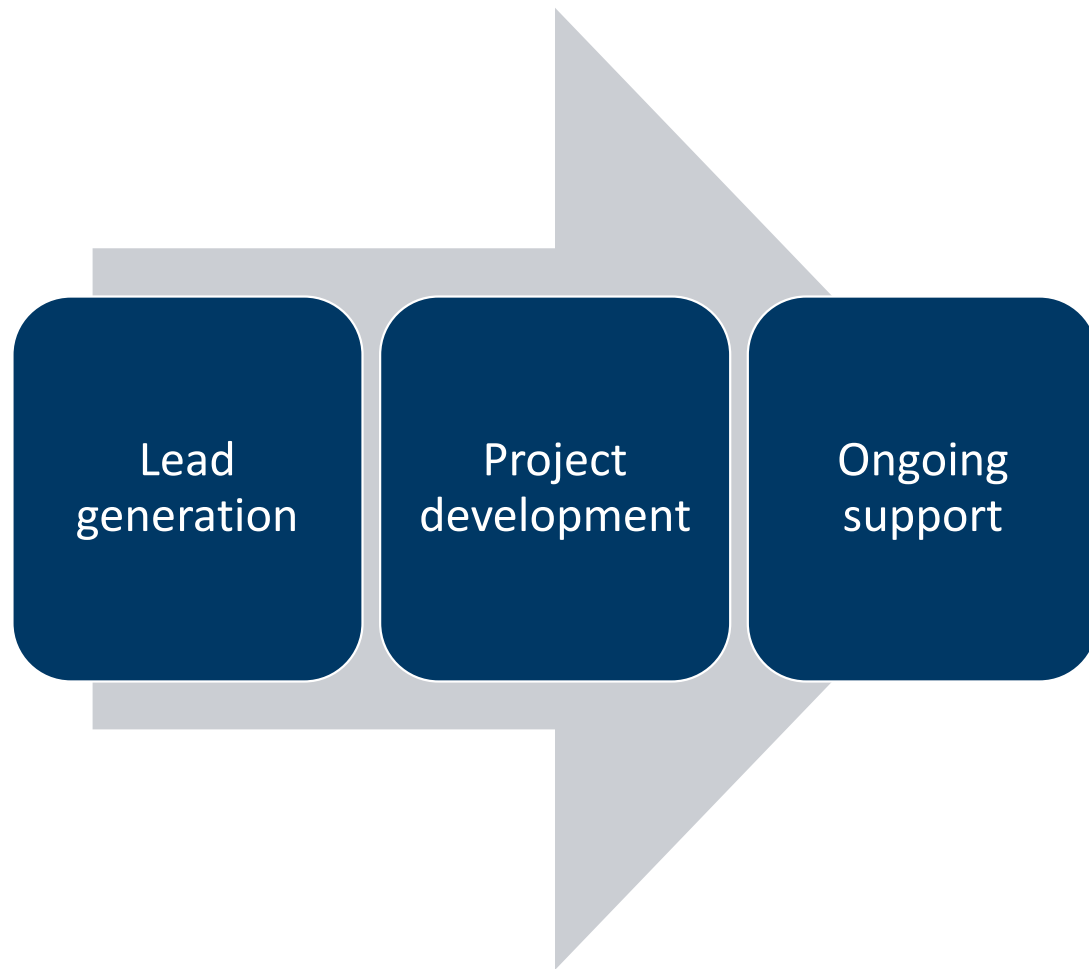 Lead
generation
Project
development
Ongoing
support